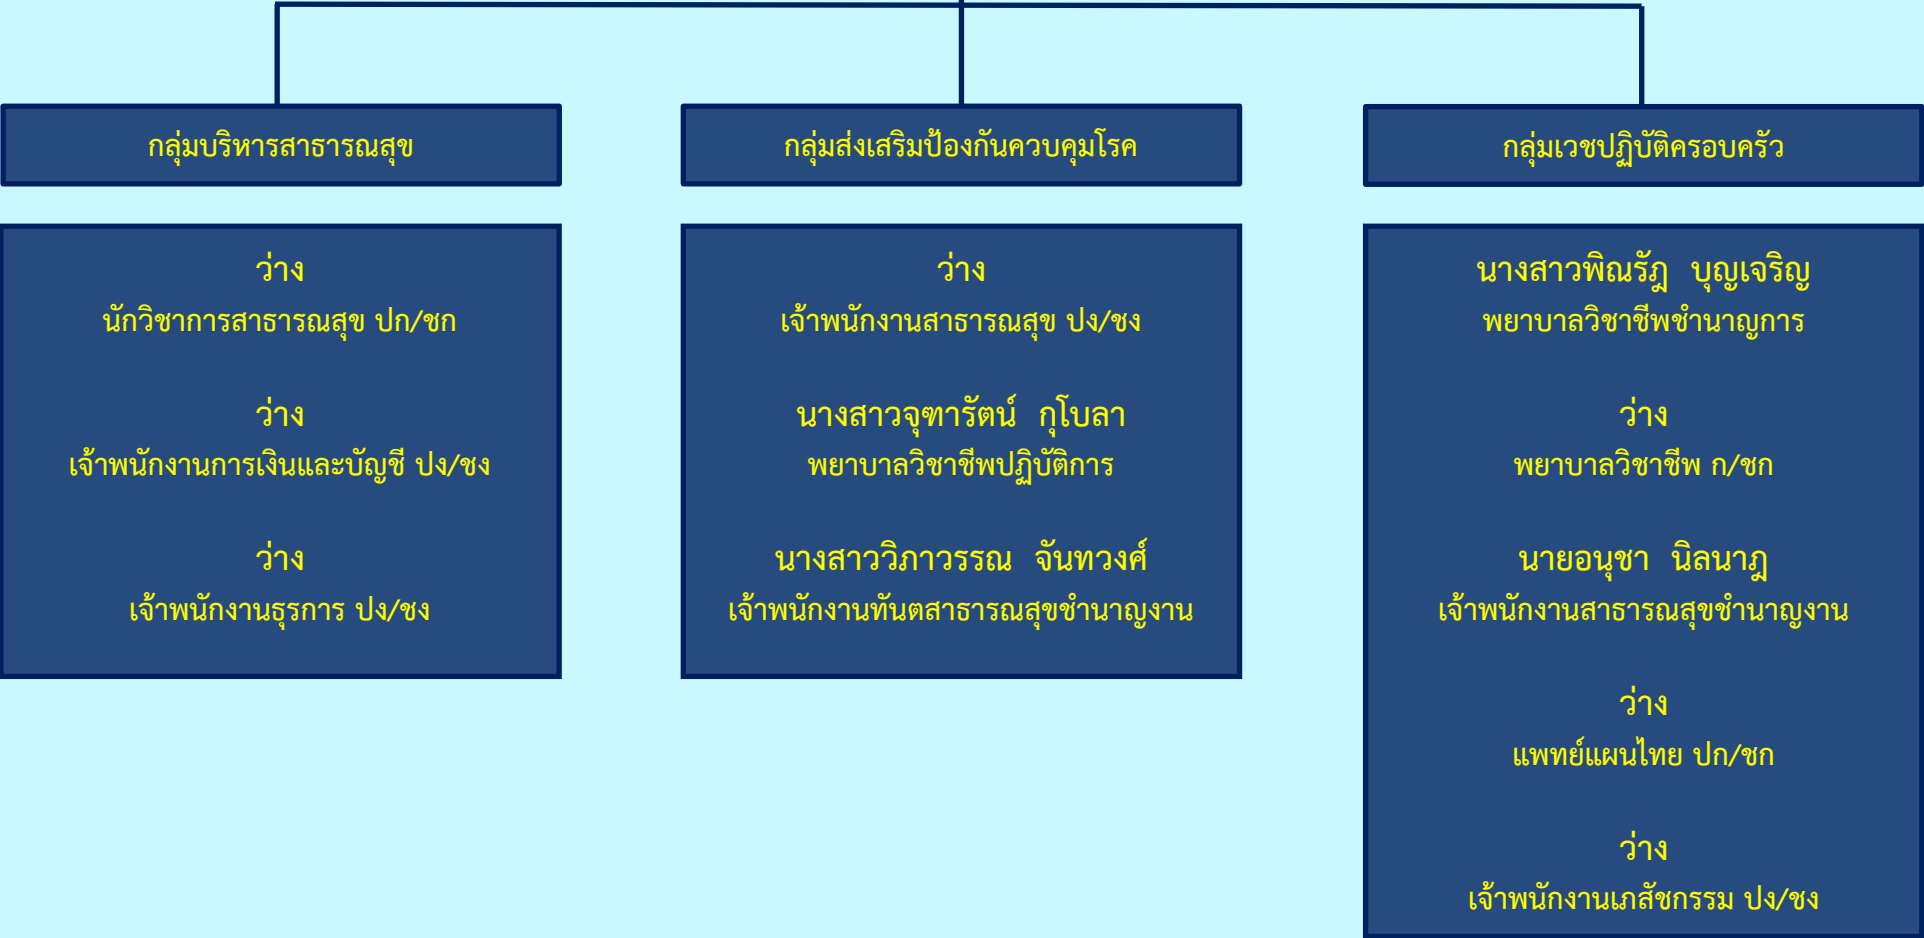 กลุ่มบริหารสาธารณสุข
ว่าง
นักวิชาการสาธารณสุข ปก/ชก
ว่าง
เจ้าพนักงานการเงินและบัญชี ปง/ชง
ว่าง
เจ้าพนักงานธุรการ ปง/ชง
กลุ่มส่งเสริมป้องกันควบคุมโรค
ว่าง
เจ้าพนักงานสาธารณสุข ปง/ชง
นางสาวจุฑารัตน์ กุโบลา
พยาบาลวิชาชีพปฏิบัติการ
นางสาววิภาวรรณ จันทวงศ์
เจ้าพนักงานทันตสาธารณสุขชำนาญงาน
กลุ่มเวชปฏิบัติครอบครัว
นางสาวพิณรัฎ บุญเจริญ
พยาบาลวิชาชีพชำนาญการ
ว่าง
พยาบาลวิชาชีพ ก/ชก
นายอนุชา นิลนาฎ
เจ้าพนักงานสาธารณสุขชำนาญงาน
ว่าง
แพทย์แผนไทย ปก/ชก
ว่าง
เจ้าพนักงานเภสัชกรรม ปง/ชง